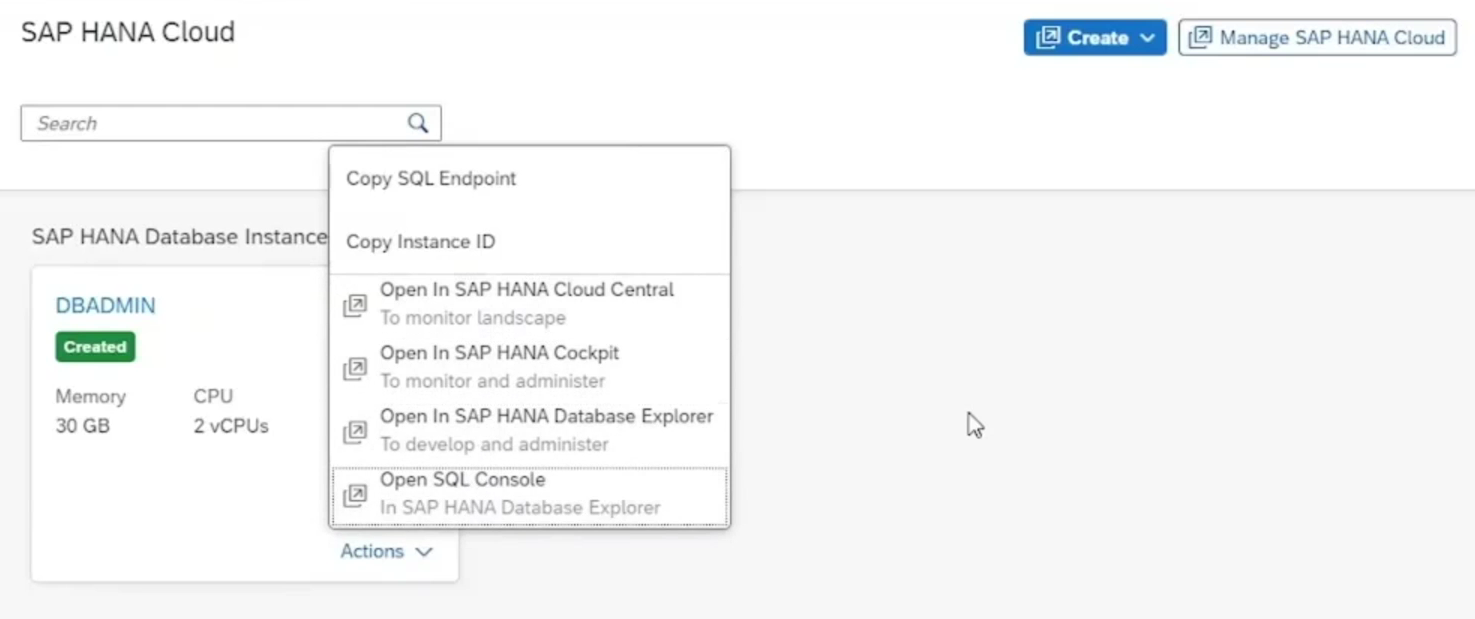 SAP HANA Cloud
Create
Manage SAP HANA Cloud
Search
Copy SQL Endpoint
Copy Instance ID
Open In SAP HANA Cloud Central
To monitor landscape
Open In SAP HANA Cockpit
To monitor and administer
Open In SAP HANA Database Explorer
To develop and administer
Open SQL Console
In SAP HANA Database Explorer
SAP HANA Database Instance
DBADMIN
Created
Memory CPU
30 GB 2 vCPUs
Actions